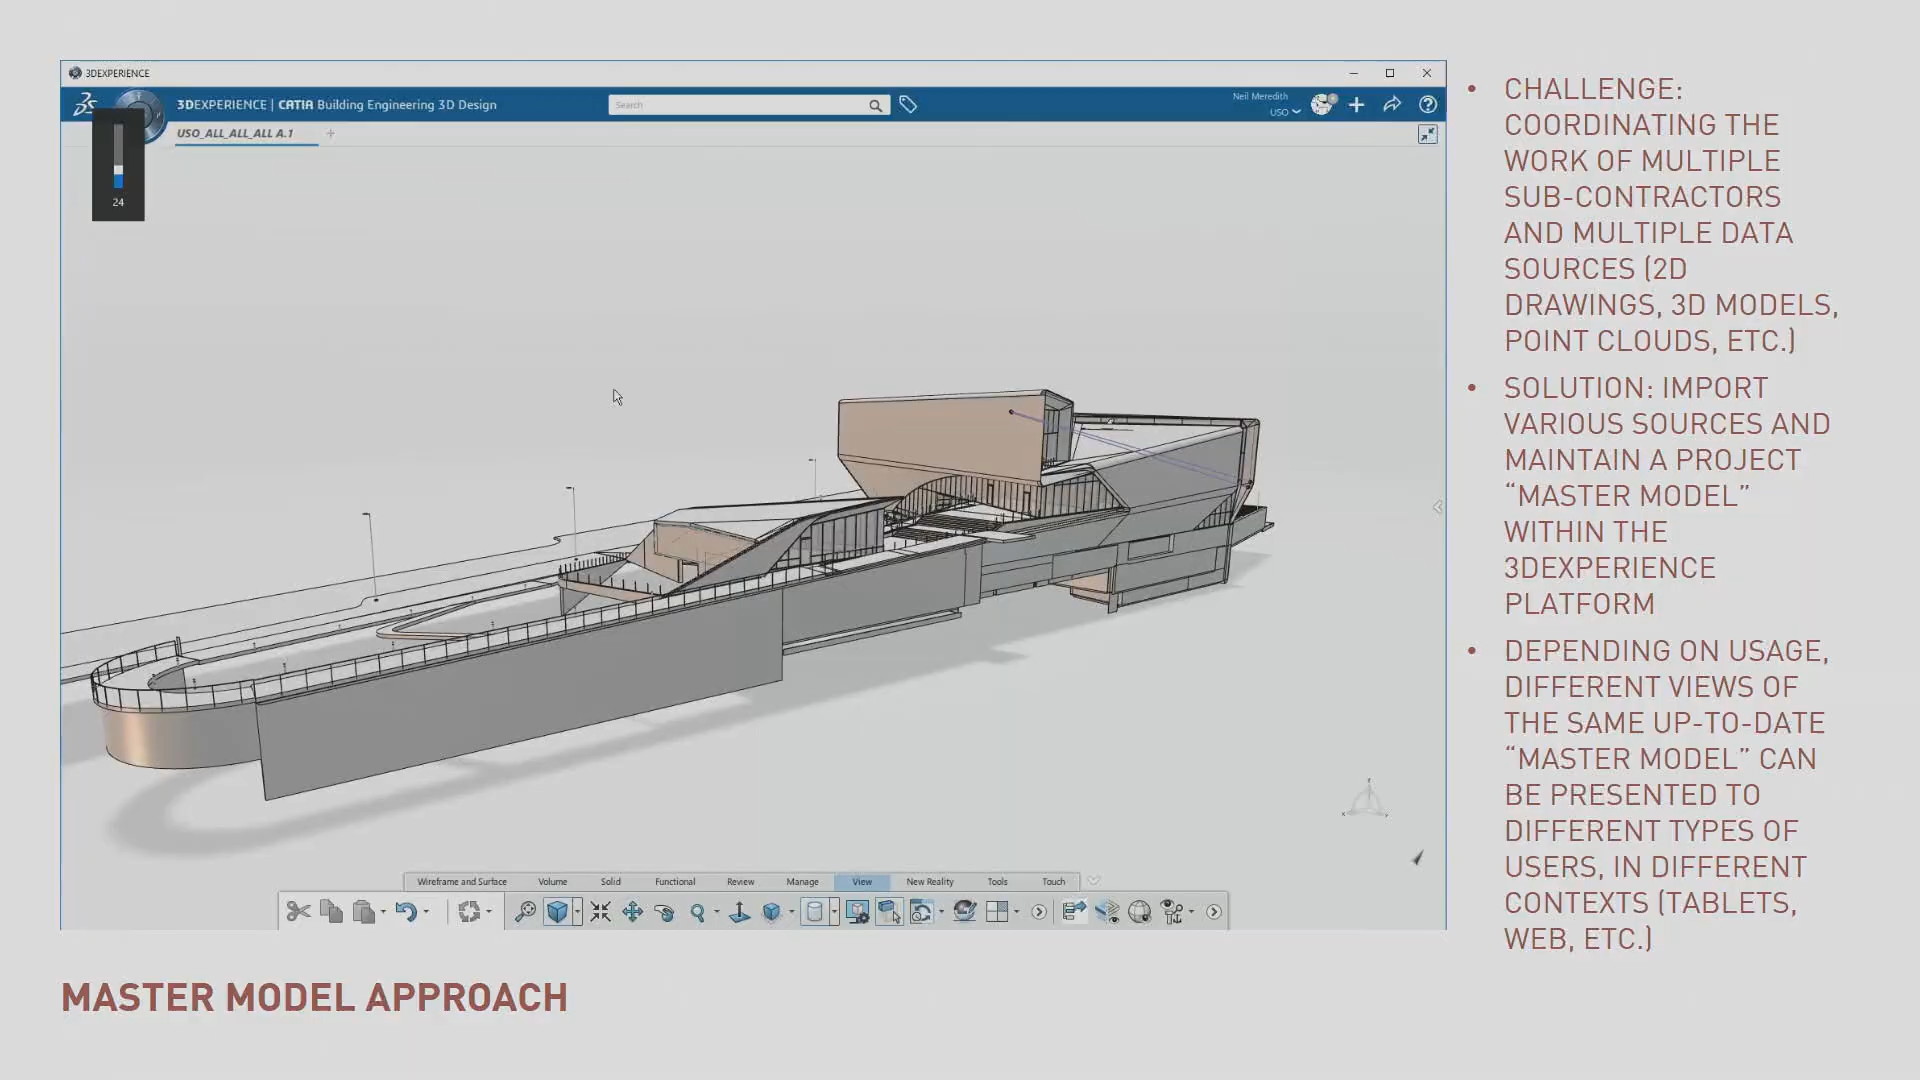 3DEXPERIENCE
3DEXPERIENCE | CATIA Building Engineering 3D Design
Search
Neil Meredith
USO
USO_ALL_ALL_ALL A.1
24
Wireframe and Surface Volume Solid Functional Review Manage View New Reality Tools Touch
• CHALLENGE:
COORDINATING THE
WORK OF MULTIPLE
SUB-CONTRACTORS
AND MULTIPLE DATA
SOURCES (2D
DRAWINGS, 3D MODELS,
POINT CLOUDS, ETC.)
• SOLUTION: IMPORT
VARIOUS SOURCES AND
MAINTAIN A PROJECT
“MASTER MODEL”
WITHIN THE
3DEXPERIENCE
PLATFORM
• DEPENDING ON USAGE,
DIFFERENT VIEWS OF
THE SAME UP-TO-DATE
“MASTER MODEL” CAN
BE PRESENTED TO
DIFFERENT TYPES OF
USERS, IN DIFFERENT
CONTEXTS (TABLETS,
WEB, ETC.)
MASTER MODEL APPROACH